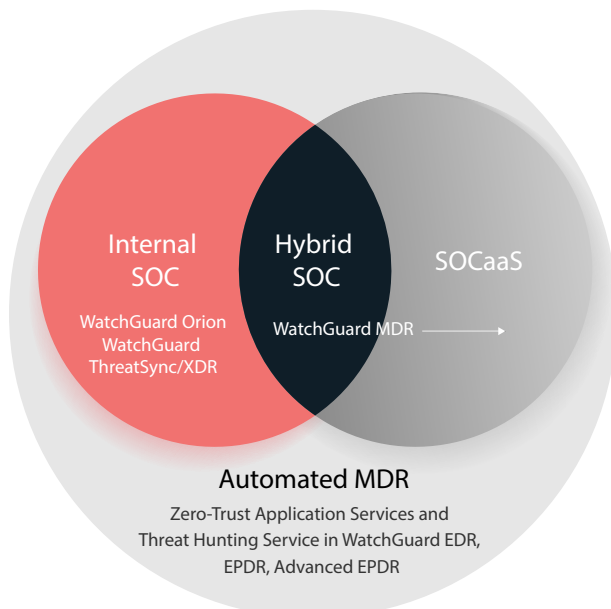 Internal
SOC
WatchGuard Orion
WatchGuard
ThreatSync/XDR
Hybrid
SOC
WatchGuard MDR
SOCaaS
Automated MDR
Zero-Trust Application Services and
Threat Hunting Service in WatchGuard EDR,
EPDR, Advanced EPDR